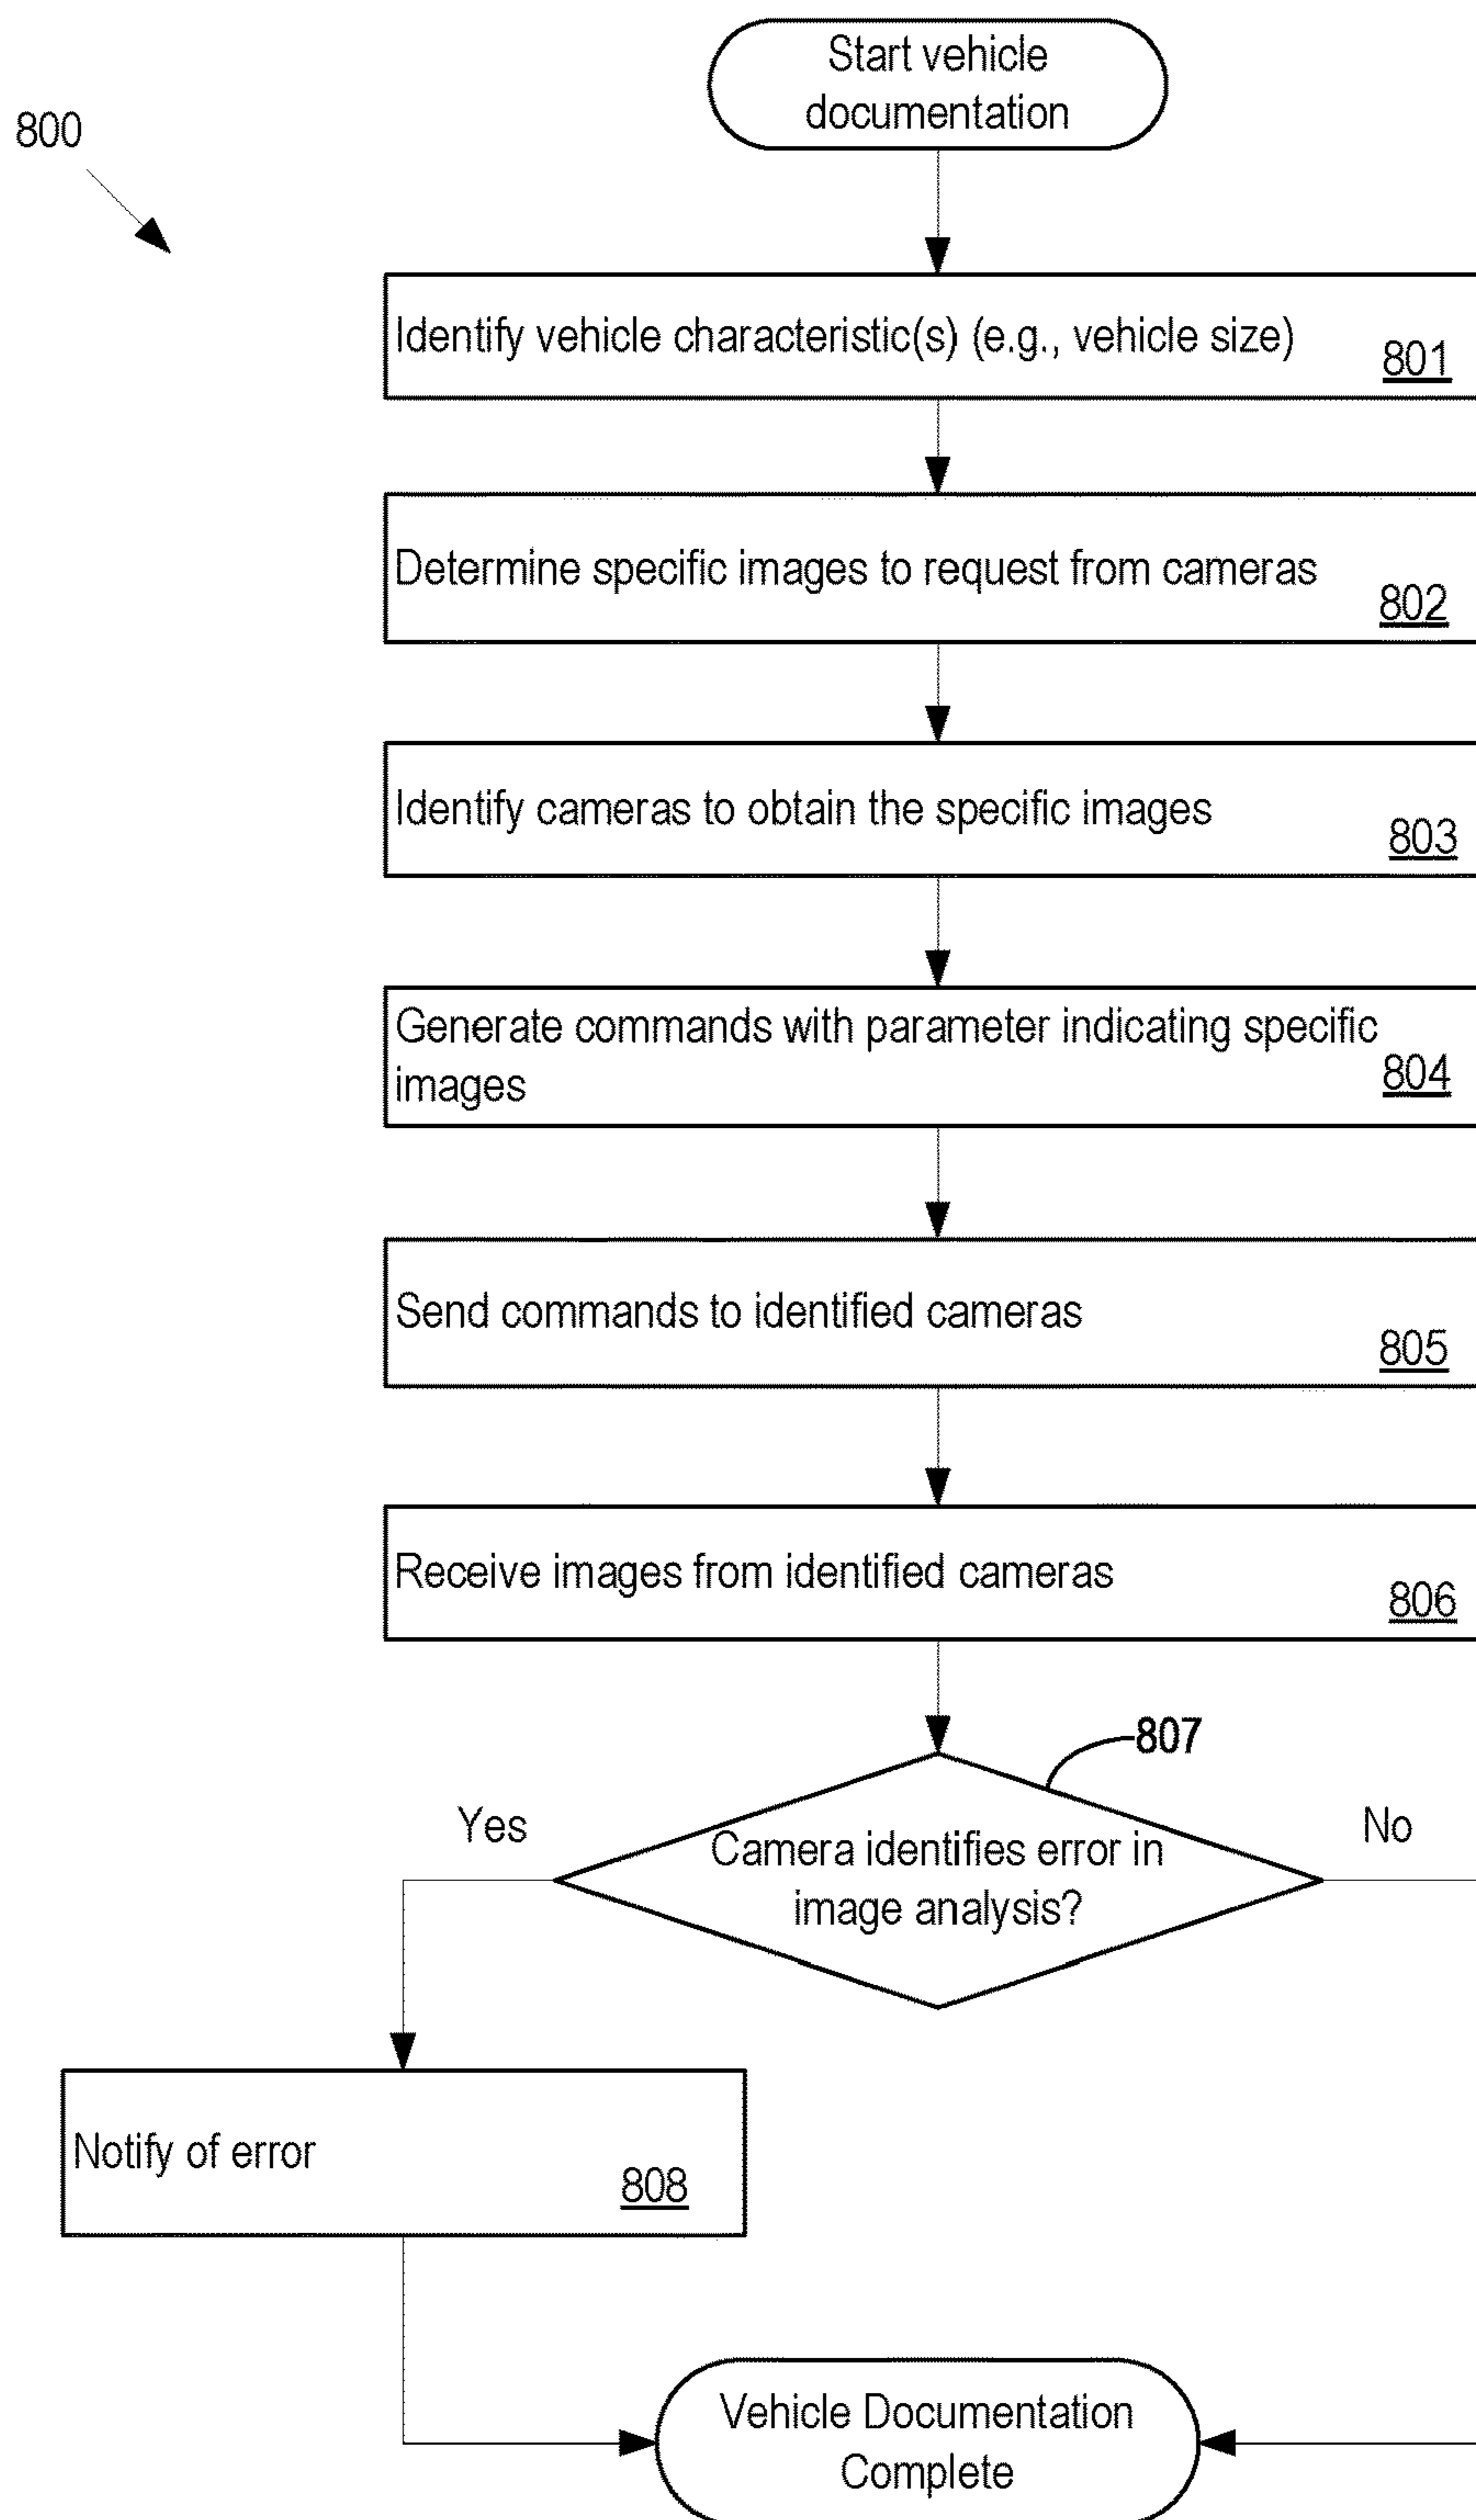 Start vehicle
documentation
800
Identify vehicle characteristic(s) (e.g., vehicle size)
801
Determine specific images to request from cameras
802
Identify cameras to obtain the specific images
803
Generate commands with parameter indicating specific
images
804
Send commands to identified cameras
805
Receive images from identified cameras
806
807
Yes
No
Camera identifies error in
image analysis?
Notify of error
808
Vehicle Documentation
Complete